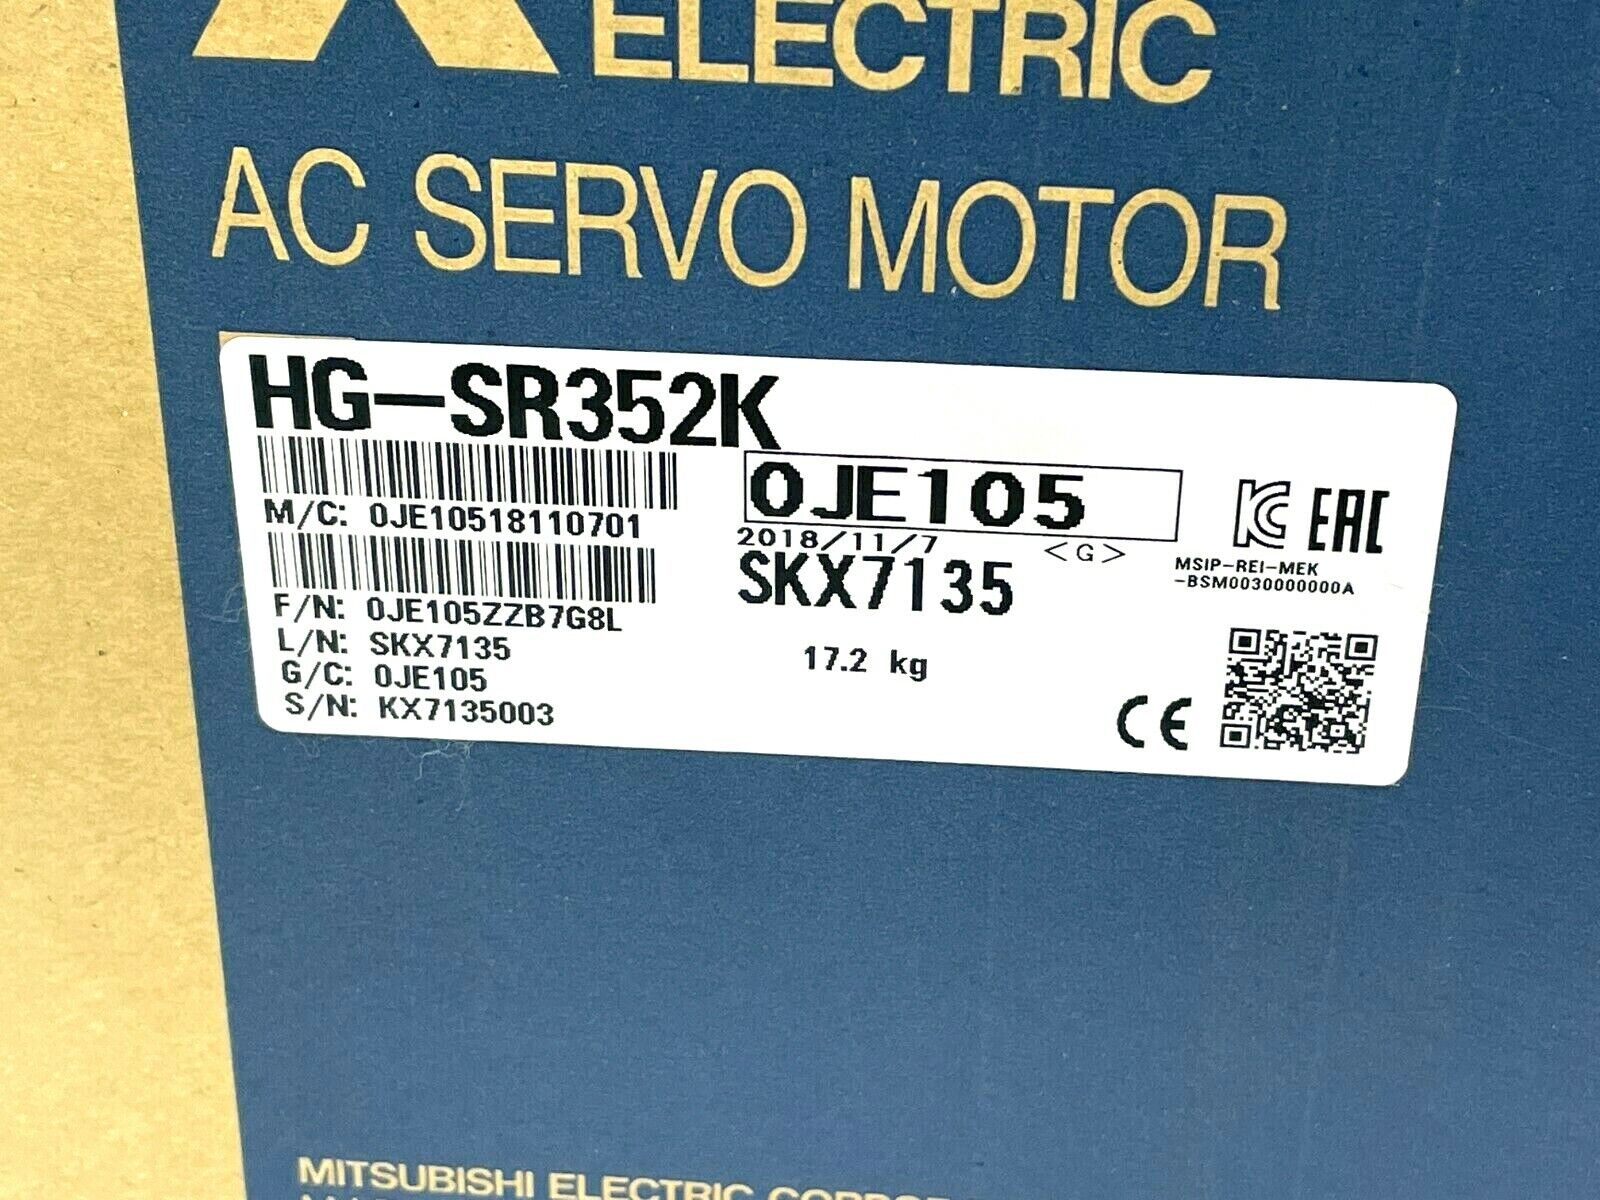 ELECTRIC
AC SERVO MOTOR
HG-SR352K
M/C: 0JE10518110701
F/N: 0JE105ZZB7G8L
L/N: SKX7135
G/C: 0JE105
S/N: KX7135003
0JE105
2018/11/7 <G>
SKX7135
17.2 kg
EAC
MSIP-REI-MEK
-BSM0030000000A
CE
MITSUBISHI ELECTRIC